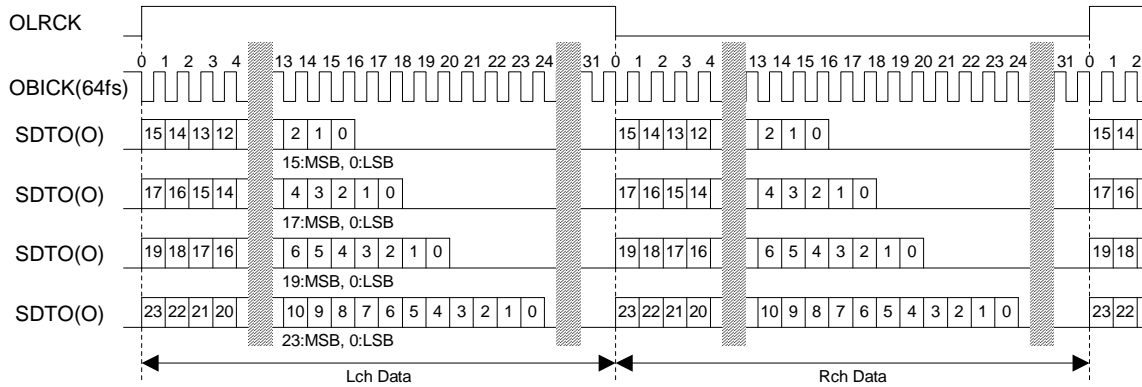 OLRCK
0 1 2 3 4 13 14 15 16 17 18 19 20 21 22 23 24 31 0 1 2 3 4 13 14 15 16 17 18 19 20 21 22 23 24 31 0 1 2
OBICK(64fs)
SDTO(O) 15 14 13 12 2 1 0 15 14 13 12 2 1 0 15 14
15:MSB, 0:LSB
SDTO(O) 17 16 15 14 4 3 2 1 0 17 16 15 14 4 3 2 1 0 17 16
17:MSB, 0:LSB
SDTO(O) 19 18 17 16 6 5 4 3 2 1 0 19 18 17 16 6 5 4 3 2 1 0 19 18
19:MSB, 0:LSB
SDTO(O) 23 22 21 20 10 9 8 7 6 5 4 3 2 1 0 23 22 21 20 10 9 8 7 6 5 4 3 2 1 0 23 22
23:MSB, 0:LSB
Lch Data Rch Data